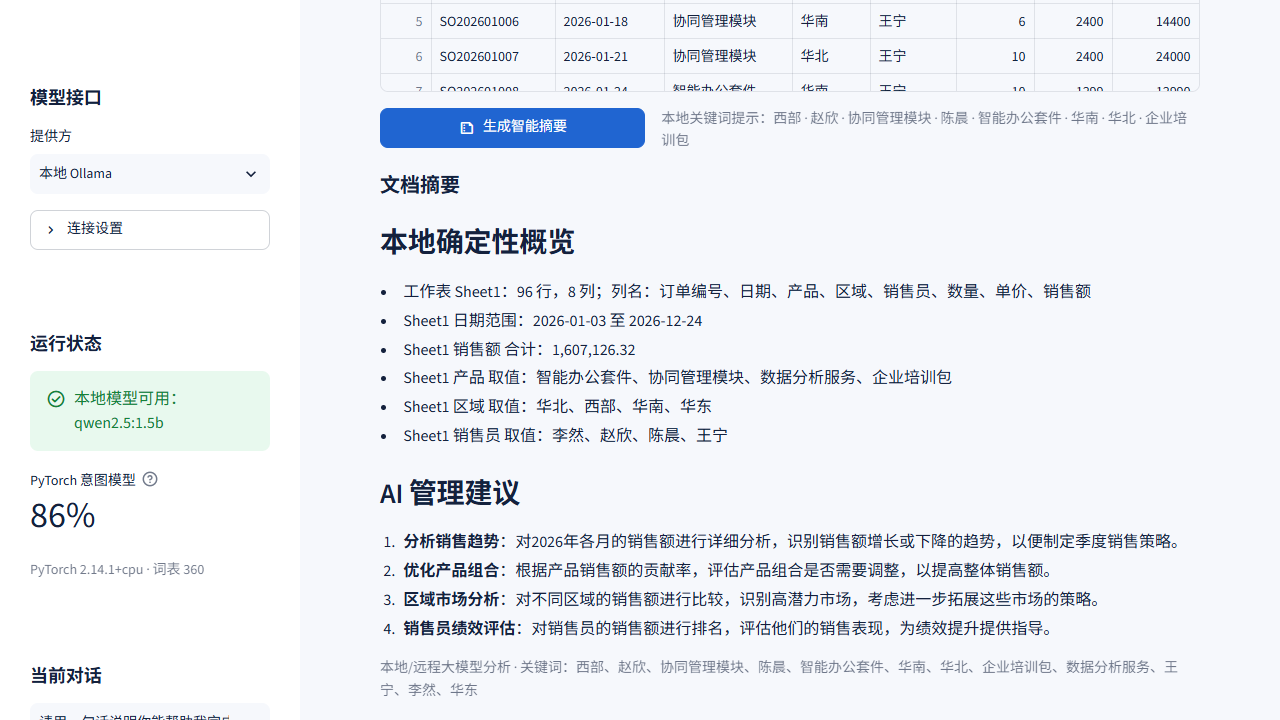 模型接口
提供方
本地 Ollama
连接设置
运行状态
本地模型可用：
qwen2.5:1.5b
PyTorch 意图模型
86%
PyTorch 2.14.1+cpu · 词表 360
当前对话
5 SO202601006 2026-01-18 协同管理模块 华南 王宁 6 2400 14400
6 SO202601007 2026-01-21 协同管理模块 华北 王宁 10 2400 24000
生成智能摘要
本地关键词提示：西部 · 赵欣 · 协同管理模块 · 陈晨 · 智能办公套件 · 华南 · 华北 · 企业培
训包
文档摘要
本地确定性概览
• 工作表 Sheet1：96 行，8 列；列名：订单编号、日期、产品、区域、销售员、数量、单价、销售额
• Sheet1 日期范围：2026-01-03 至 2026-12-24
• Sheet1 销售额 合计：1,607,126.32
• Sheet1 产品 取值：智能办公套件、协同管理模块、数据分析服务、企业培训包
• Sheet1 区域 取值：华北、西部、华南、华东
• Sheet1 销售员 取值：李然、赵欣、陈晨、王宁
AI 管理建议
1. 分析销售趋势：对2026年各月的销售额进行详细分析，识别销售额增长或下降的趋势，以便制定季度销售策略。
2. 优化产品组合：根据产品销售额的贡献率，评估产品组合是否需要调整，以提高整体销售额。
3. 区域市场分析：对不同区域的销售额进行比较，识别高潜力市场，考虑进一步拓展这些市场的策略。
4. 销售员绩效评估：对销售员的销售额进行排名，评估他们的销售表现，为绩效提升提供指导。
本地/远程大模型分析 · 关键词：西部、赵欣、协同管理模块、陈晨、智能办公套件、华南、华北、企业培训包、数据分析服务、王
宁、李然、华东